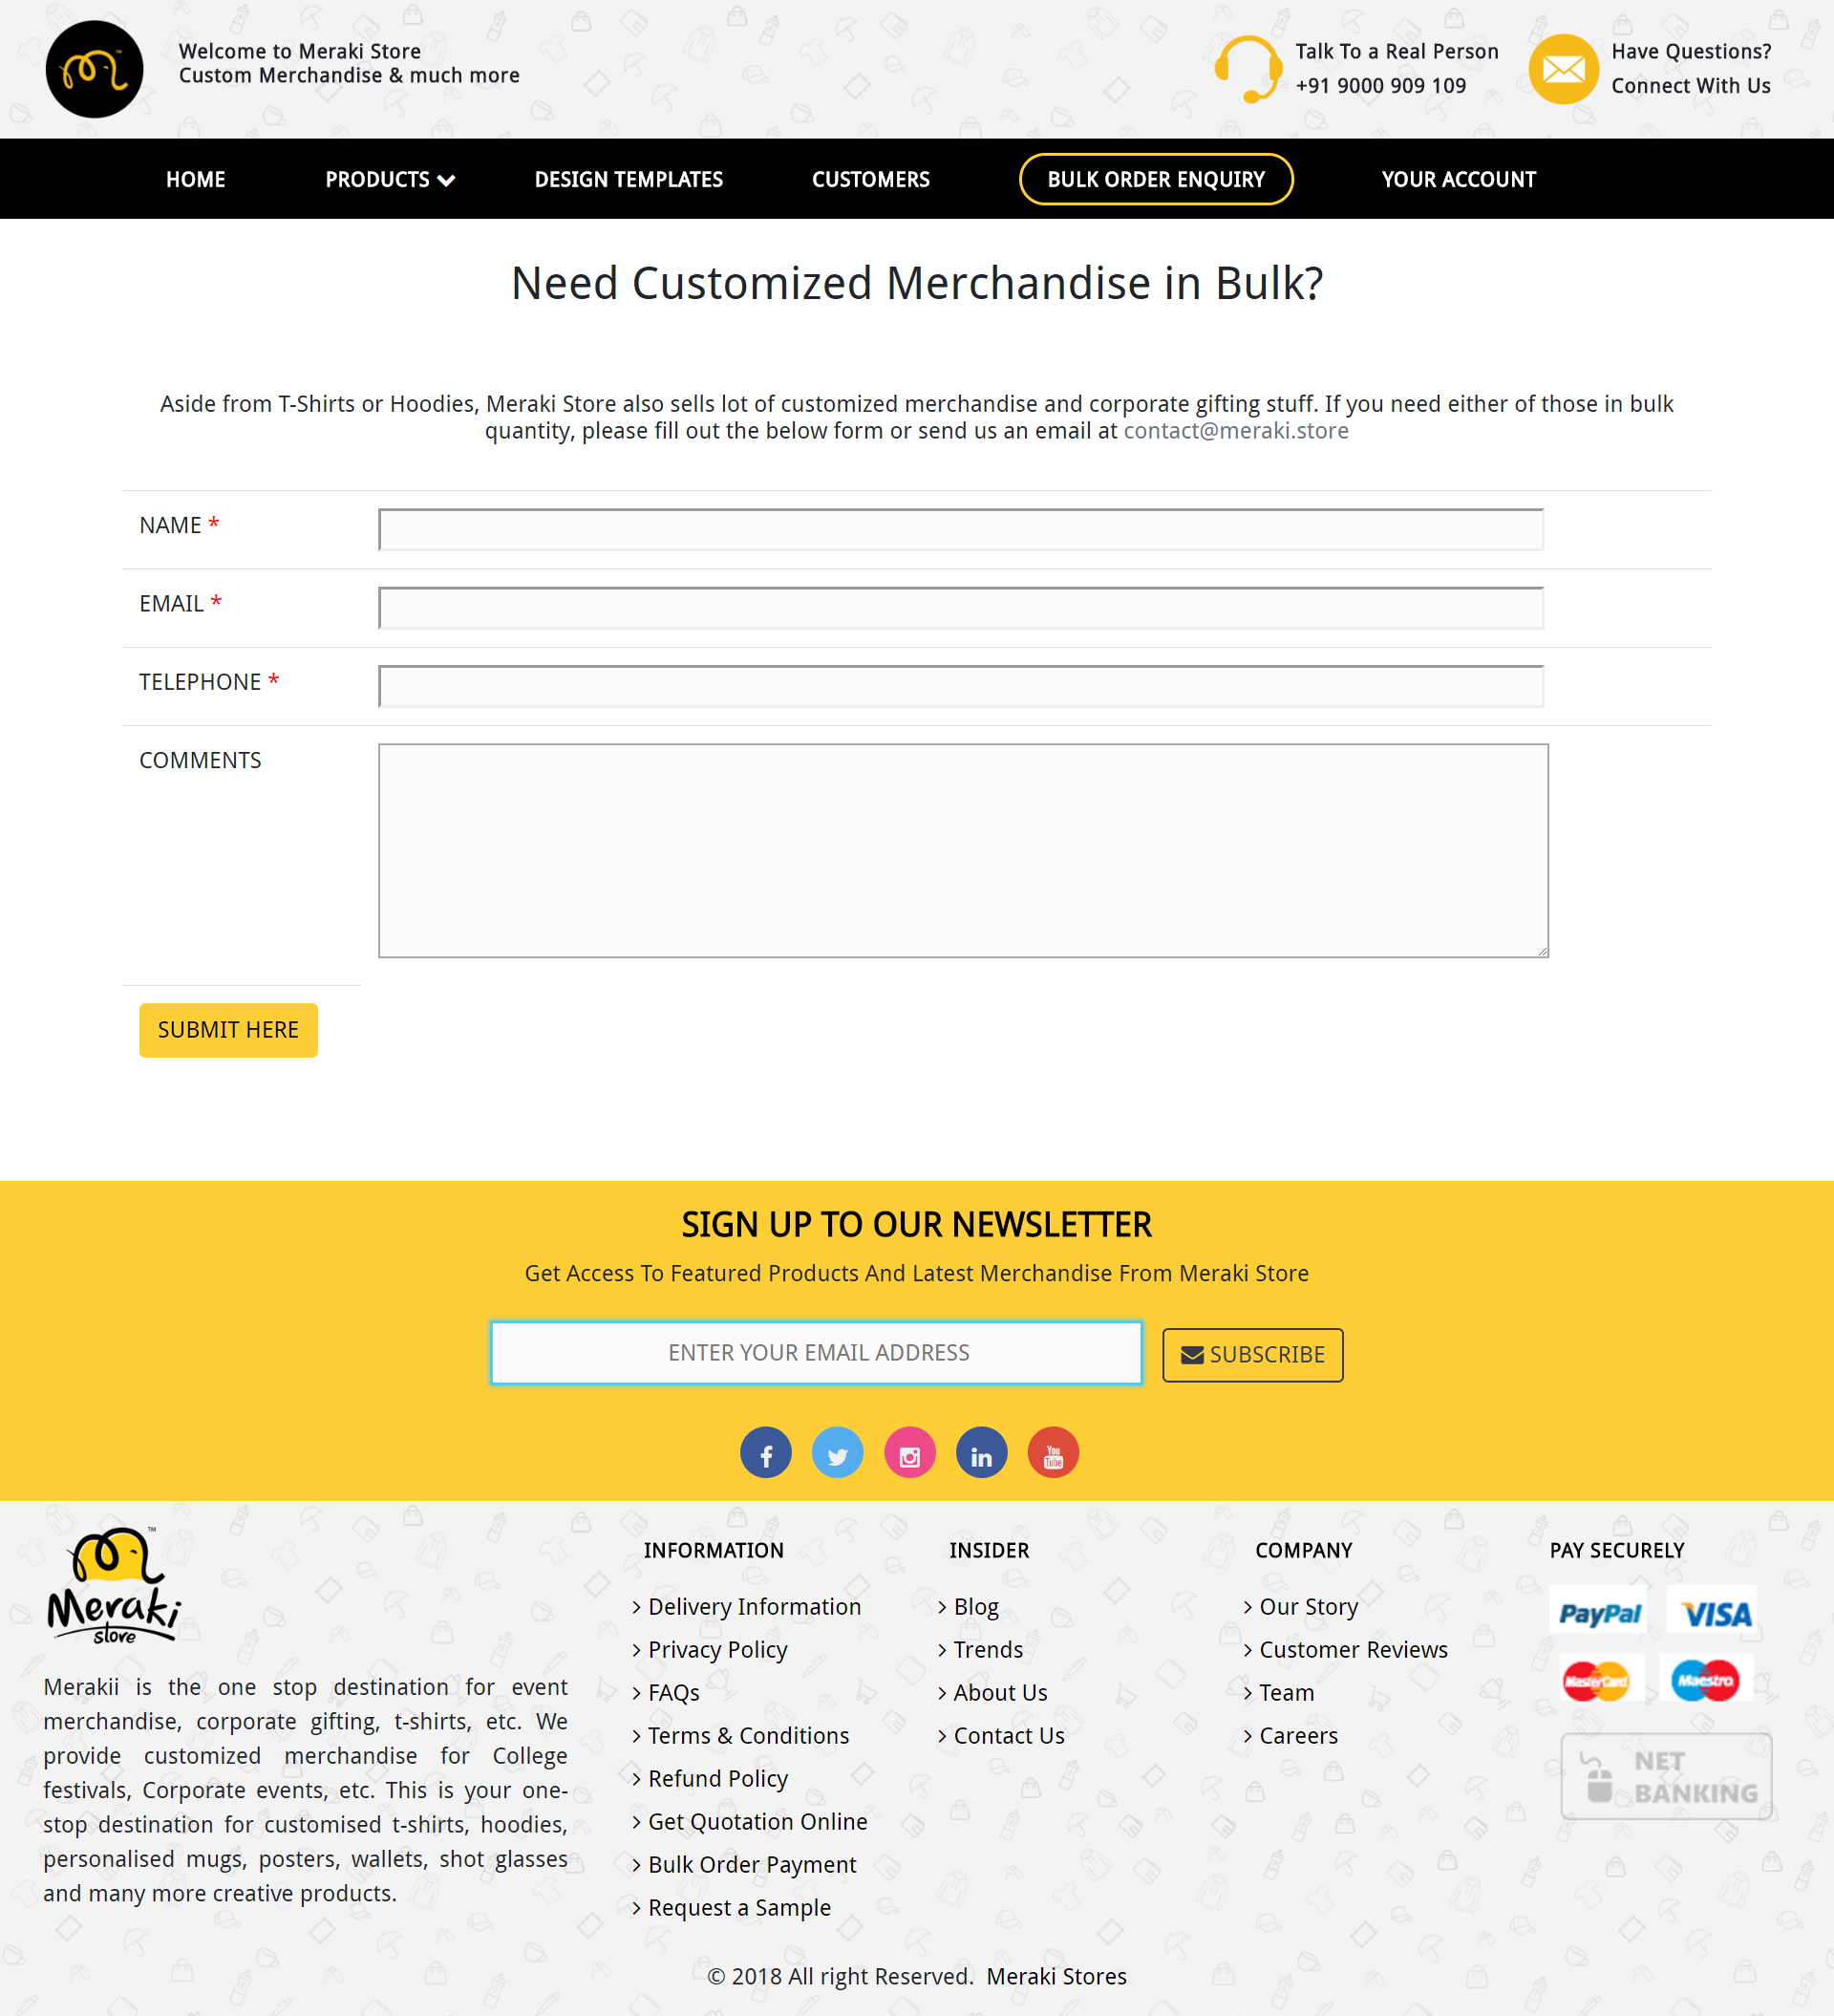 Welcome to Meraki Store
Custom Merchandise & much more
Talk To a Real Person
+91 9000 909 109
Have Questions?
Connect With Us
HOME
PRODUCTS
DESIGN TEMPLATES
CUSTOMERS
BULK ORDER ENQUIRY
YOUR ACCOUNT
Need Customized Merchandise in Bulk?
Aside from T-Shirts or Hoodies, Meraki Store also sells lot of customized merchandise and corporate gifting stuff. If you need either of those in bulk
quantity, please fill out the below form or send us an email at contact@meraki.store
NAME *
EMAIL *
TELEPHONE *
COMMENTS
SUBMIT HERE
SIGN UP TO OUR NEWSLETTER
Get Access To Featured Products And Latest Merchandise From Meraki Store
ENTER YOUR EMAIL ADDRESS
SUBSCRIBE
You
Tube
™
Meraki
store
Merakii is the one stop destination for event
merchandise, corporate gifting, t-shirts, etc. We
provide customized merchandise for College
festivals, Corporate events, etc. This is your one-
stop destination for customised t-shirts, hoodies,
personalised mugs, posters, wallets, shot glasses
and many more creative products.
INFORMATION
Delivery Information
Privacy Policy
FAQs
Terms & Conditions
Refund Policy
Get Quotation Online
Bulk Order Payment
Request a Sample
INSIDER
Blog
Trends
About Us
Contact Us
COMPANY
Our Story
Customer Reviews
Team
Careers
PAY SECURELY
PayPal
VISA
MasterCard
Maestro
NET
BANKING
© 2018 All right Reserved. Meraki Stores